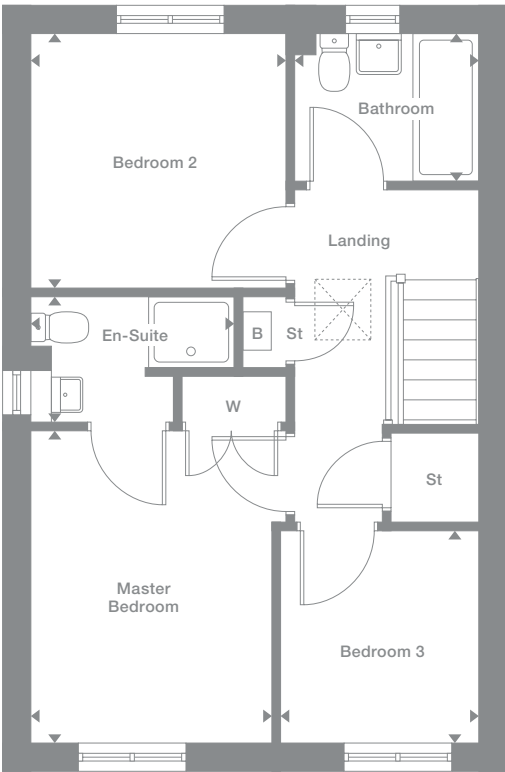 Bathroom
Bedroom 2
Landing
En-Suite
B
St
W
St
Master
Bedroom
Bedroom 3